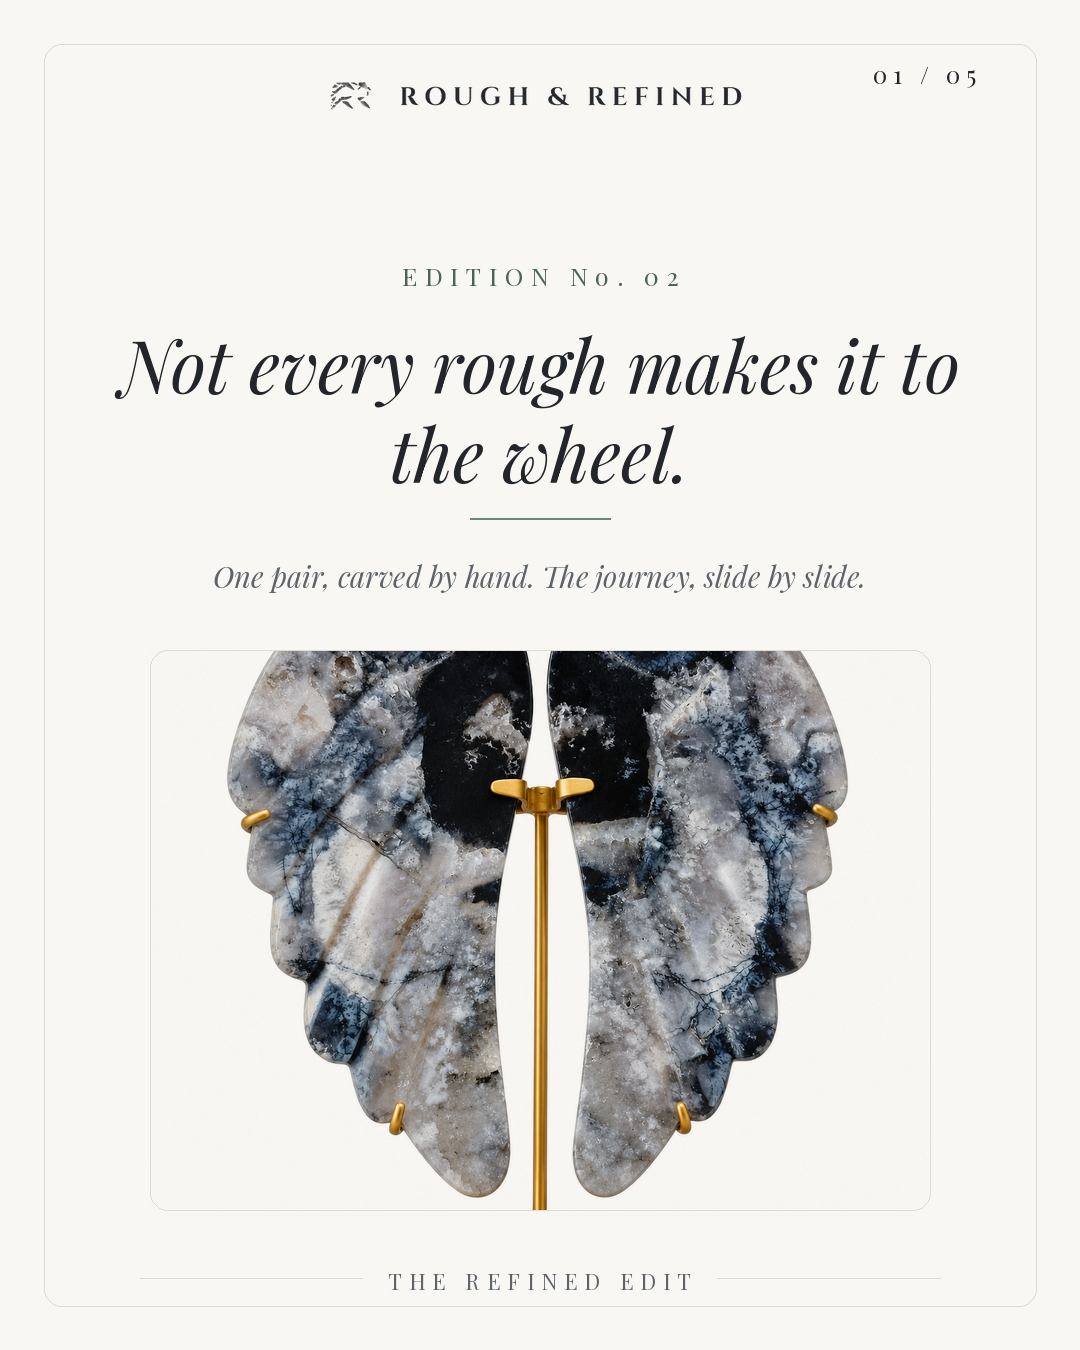 ROUGH & REFINED
01 / 05
EDITION No. 02
Not every rough makes it to
the wheel.
One pair, carved by hand. The journey, slide by slide.
THE REFINED EDIT